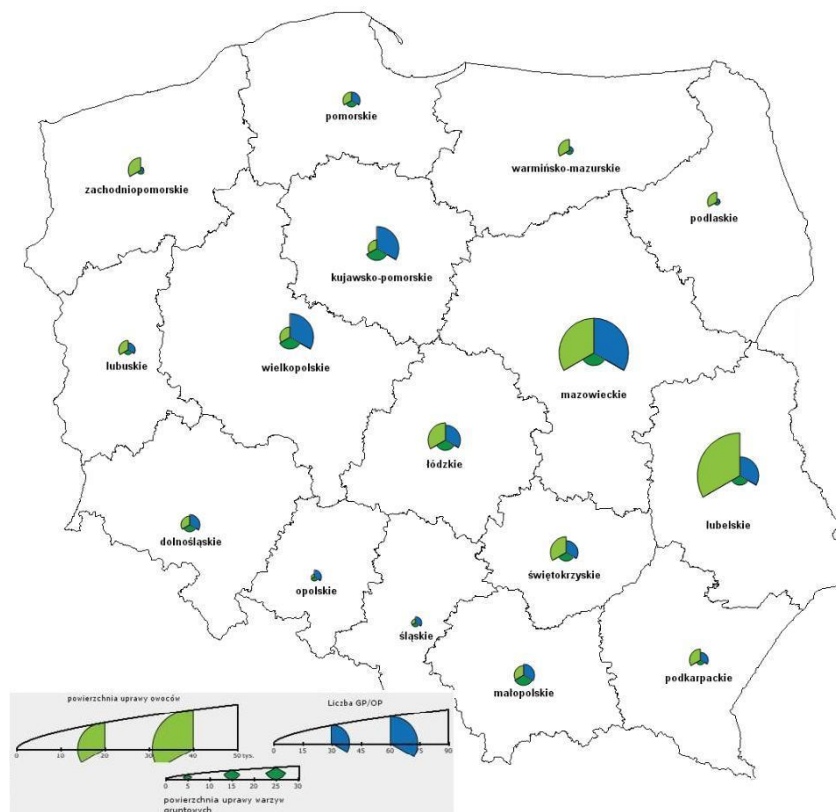 pomorskie
warmińsko-mazurskie
zachodniopomorskie
podlaskie
kujawsko-pomorskie
lubuskie
wielkopolskie
mazowieckie
łódzkie
lubelskie
dolnośląskie
opolskie
świętokrzyskie
śląskie
małopolskie
podkarpackie
powierzchnia uprawy owoców
0 10 20 30 40 50 tys.
Liczba GP/OP
0 15 30 45 60 75 90
0 5 10 15 20 25 30
powierzchnia uprawy warzyw
gruntowych